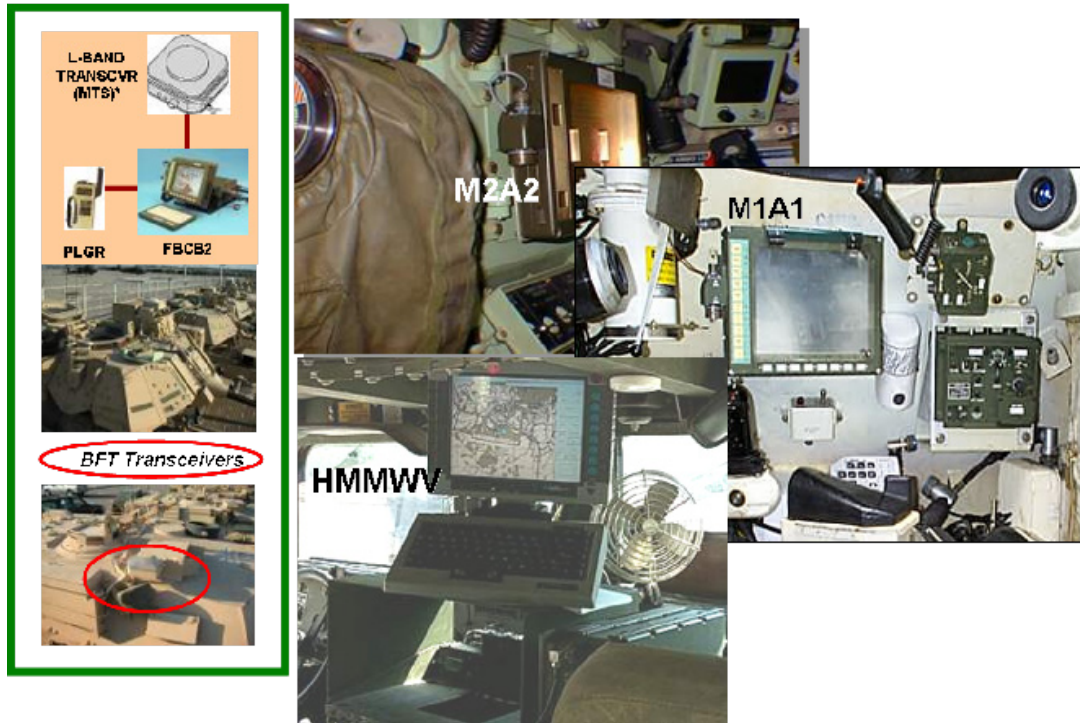 L-BAND
TRANSCVR
(MTS)*
PLGR
FBCB2
BFT Transceivers
M2A2
M1A1
HMMWV